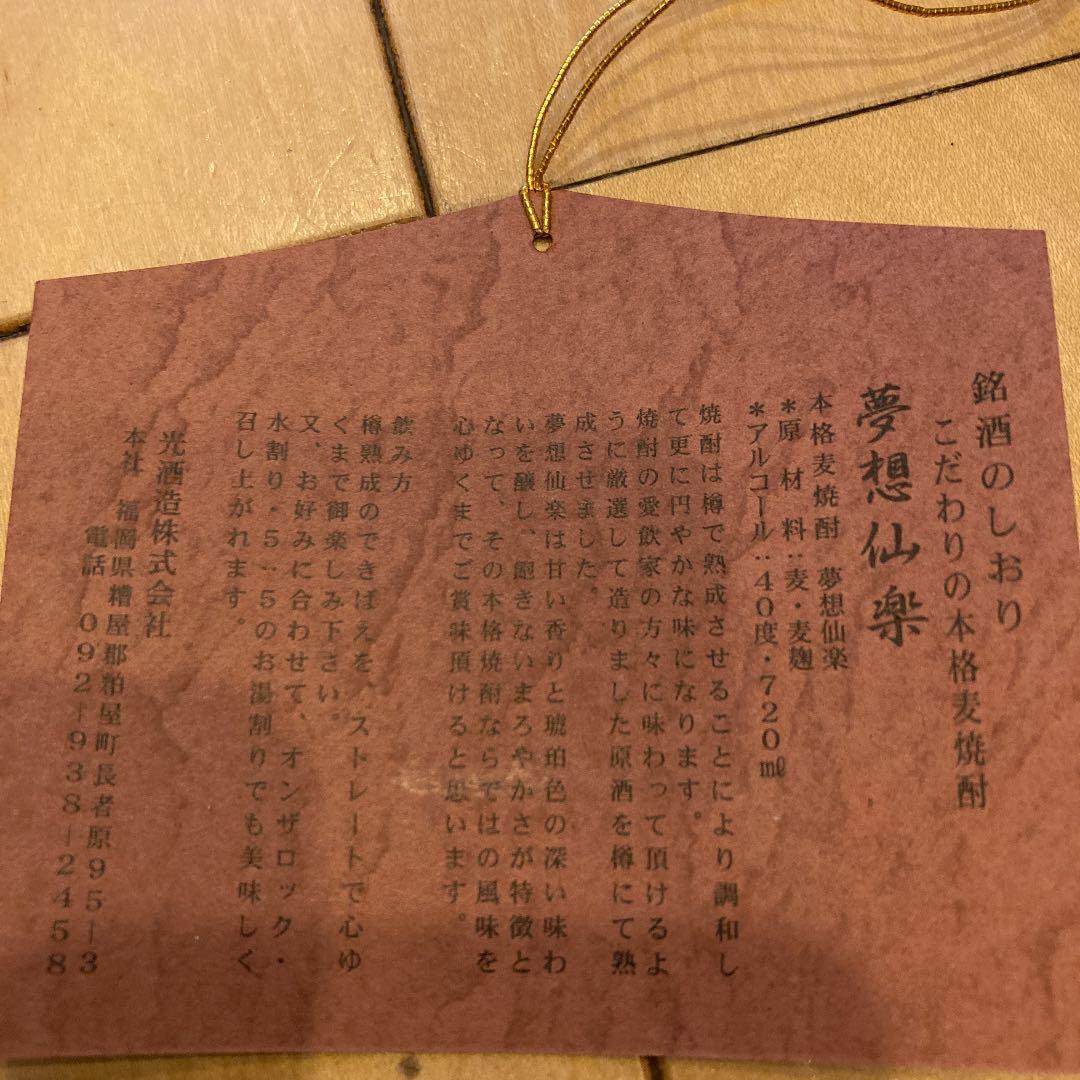 銘酒のしおり
こだわりの本格麦焼酎
夢想仙楽
本格麦焼酎 夢想仙楽
*原材料:麦・麦麹
*アルコール:40度・720㎖
焼酎は樽で熟成させることにより調和し
て更に円やかな味になります。
焼酎の愛飲家の方々に味わって頂けるよ
うに厳選して造りました原酒を樽にて熟
成させました。
夢想仙楽は甘い香りと琥珀色の深い味わ
いを醸し、飽きないまろやかさが特徴と
なって、その本格焼酎ならではの風味を
心ゆくまでご賞味頂けると思います。
飲み方
樽熟成のできばえを、ストレートで心ゆ
くまで御楽しみ下さい。
又、お好みに合わせて、オンザロック・
水割り・5:5のお湯割りでも美味しく
召し上がれます。
光酒造株式会社
本社 福岡県糟屋郡粕屋町長者原95-3
電話 092-938-2458